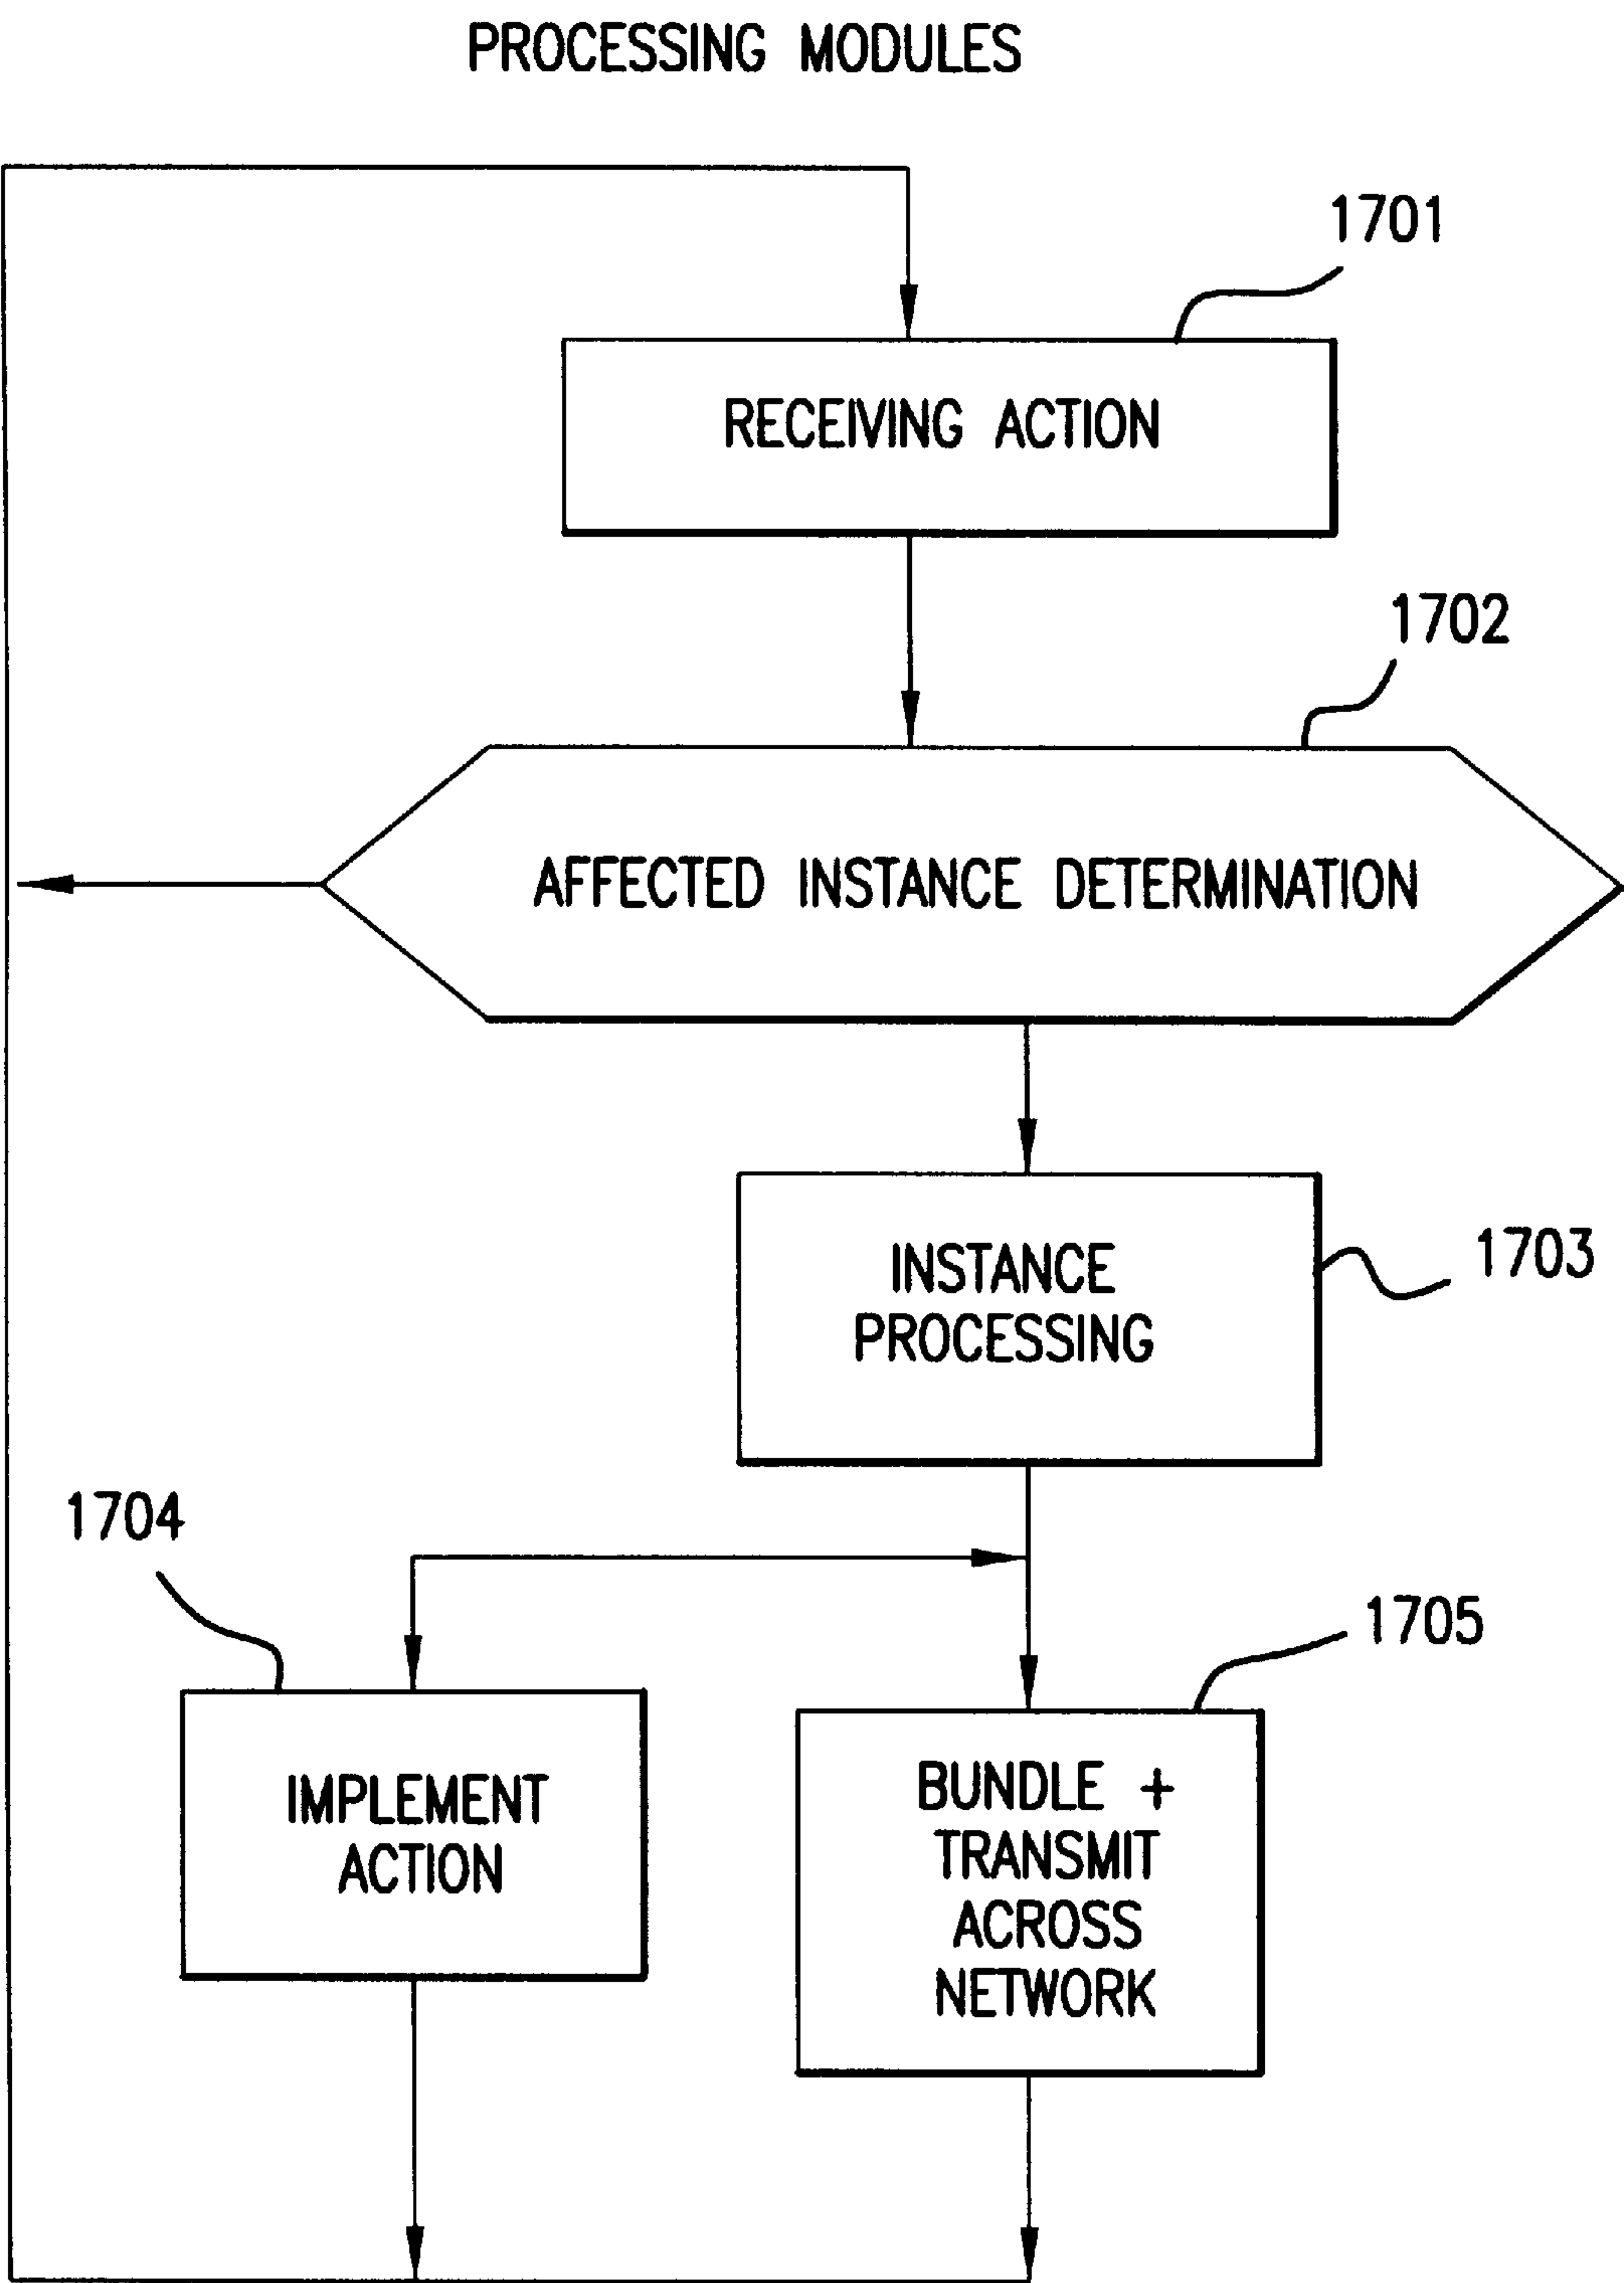 PROCESSING MODULES
1701
RECEIVING ACTION
1702
AFFECTED INSTANCE DETERMINATION
INSTANCE
PROCESSING
1703
1704
1705
IMPLEMENT
ACTION
BUNDLE +
TRANSMIT
ACROSS
NETWORK